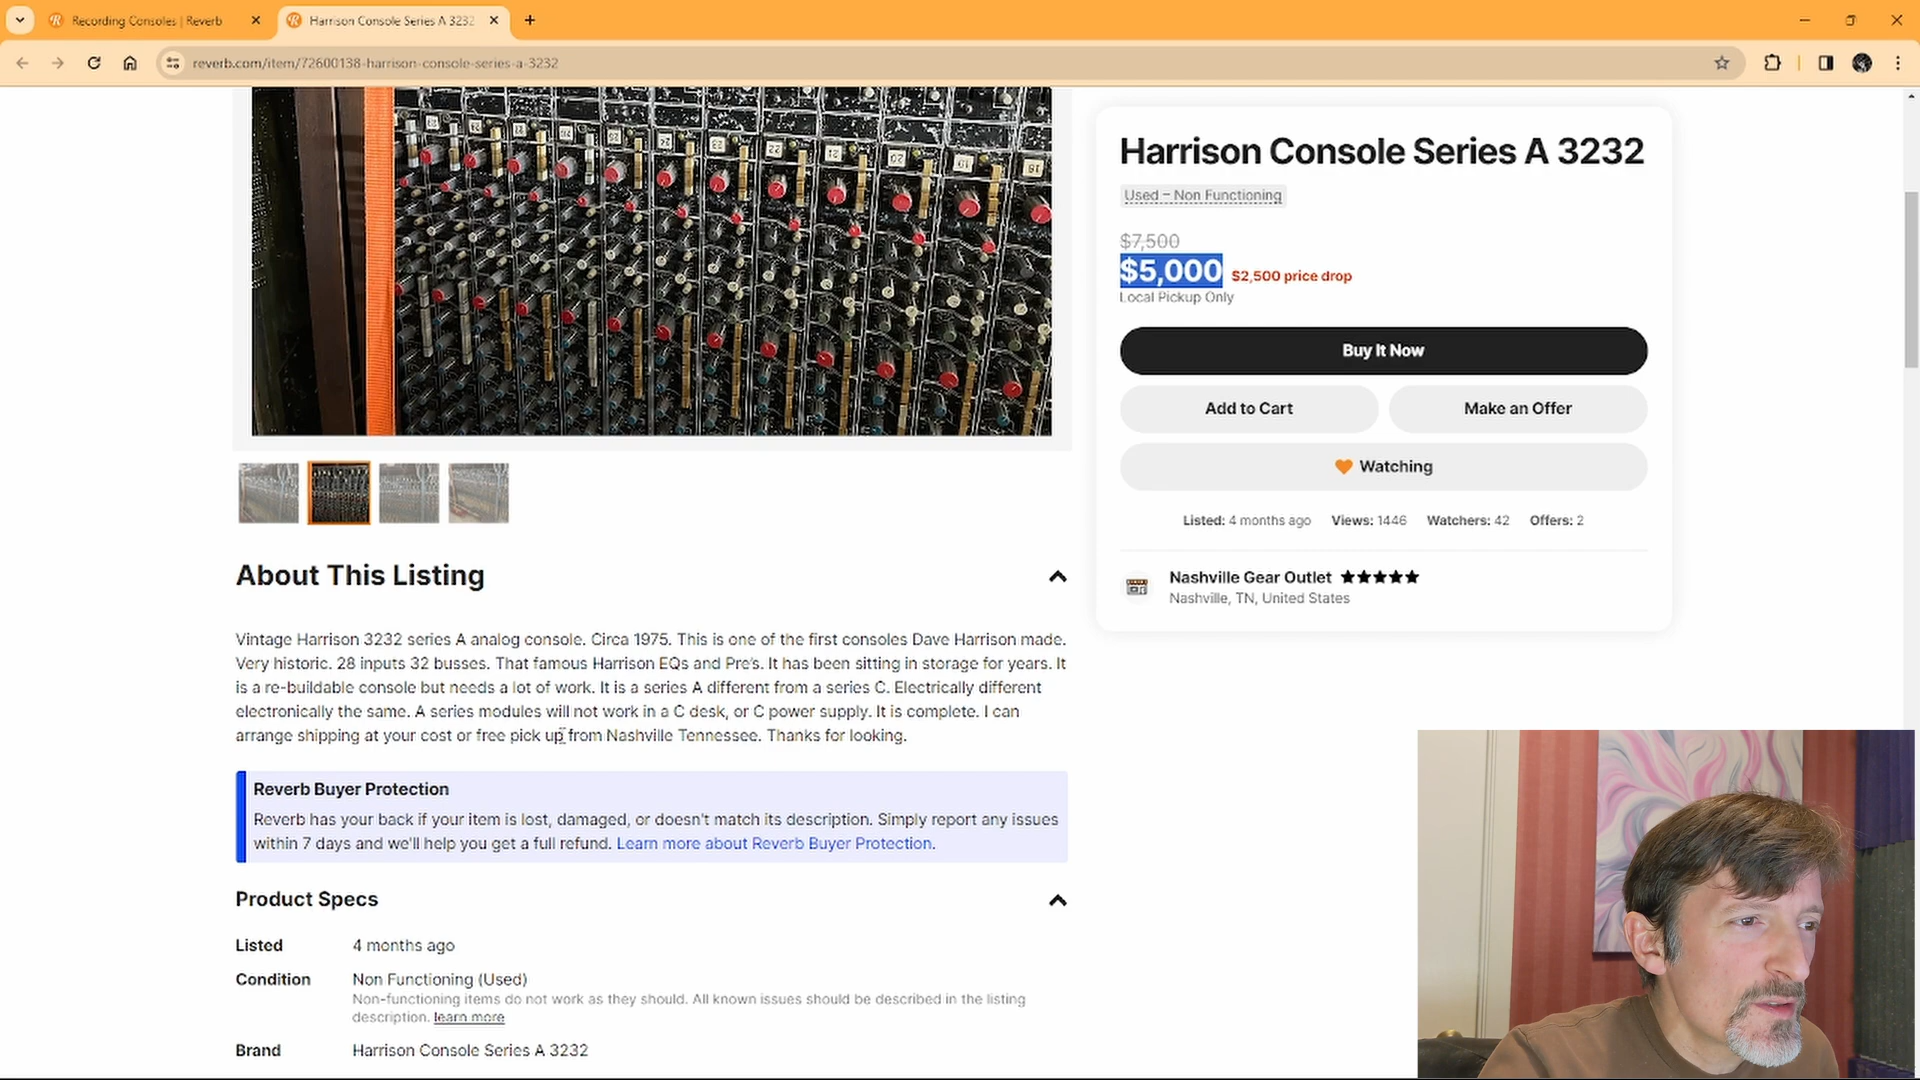 Recording Consoles | Reverb
Harrison Console Series A 3232
reverb.com/item/72600138-harrison-console-series-a-3232
Harrison Console Series A 3232
Used – Non Functioning
$7,500
$5,000 $2,500 price drop
Local Pickup Only
Buy It Now
Add to Cart
Make an Offer
Watching
Listed: 4 months ago Views: 1446 Watchers: 42 Offers: 2
Nashville Gear Outlet ★★★★★
Nashville, TN, United States
About This Listing
Vintage Harrison 3232 series A analog console. Circa 1975. This is one of the first consoles Dave Harrison made.
Very historic. 28 inputs 32 busses. That famous Harrison EQs and Pre's. It has been sitting in storage for years. It
is a re-buildable console but needs a lot of work. It is a series A different from a series C. Electrically different
electronically the same. A series modules will not work in a C desk, or C power supply. It is complete. I can
arrange shipping at your cost or free pick up from Nashville Tennessee. Thanks for looking.
Reverb Buyer Protection
Reverb has your back if your item is lost, damaged, or doesn't match its description. Simply report any issues
within 7 days and we'll help you get a full refund. Learn more about Reverb Buyer Protection.
Product Specs
Listed 4 months ago
Condition Non Functioning (Used)
Non-functioning items do not work as they should. All known issues should be described in the listing
description. learn more
Brand Harrison Console Series A 3232